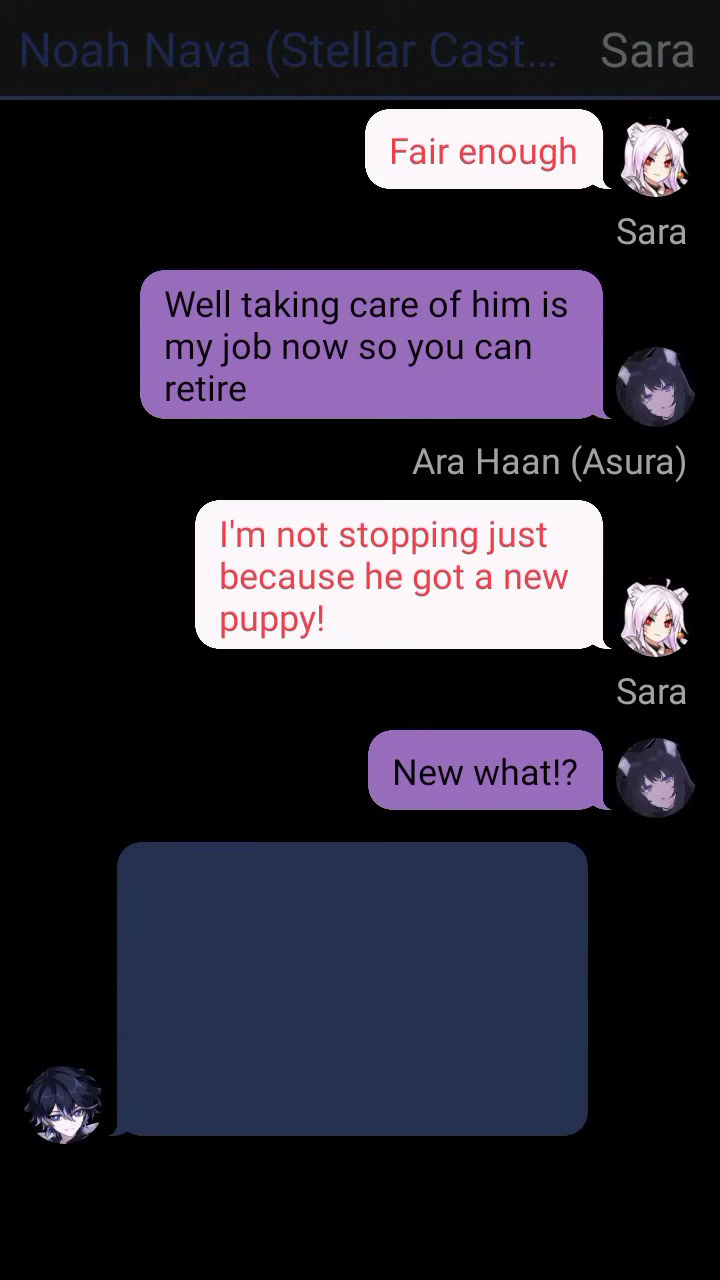 Noah Nava (Stellar Cast... Sara
Fair enough
Sara
Well taking care of him is
my job now so you can
retire
Ara Haan (Asura)
I'm not stopping just
because he got a new
puppy!
Sara
New what!?